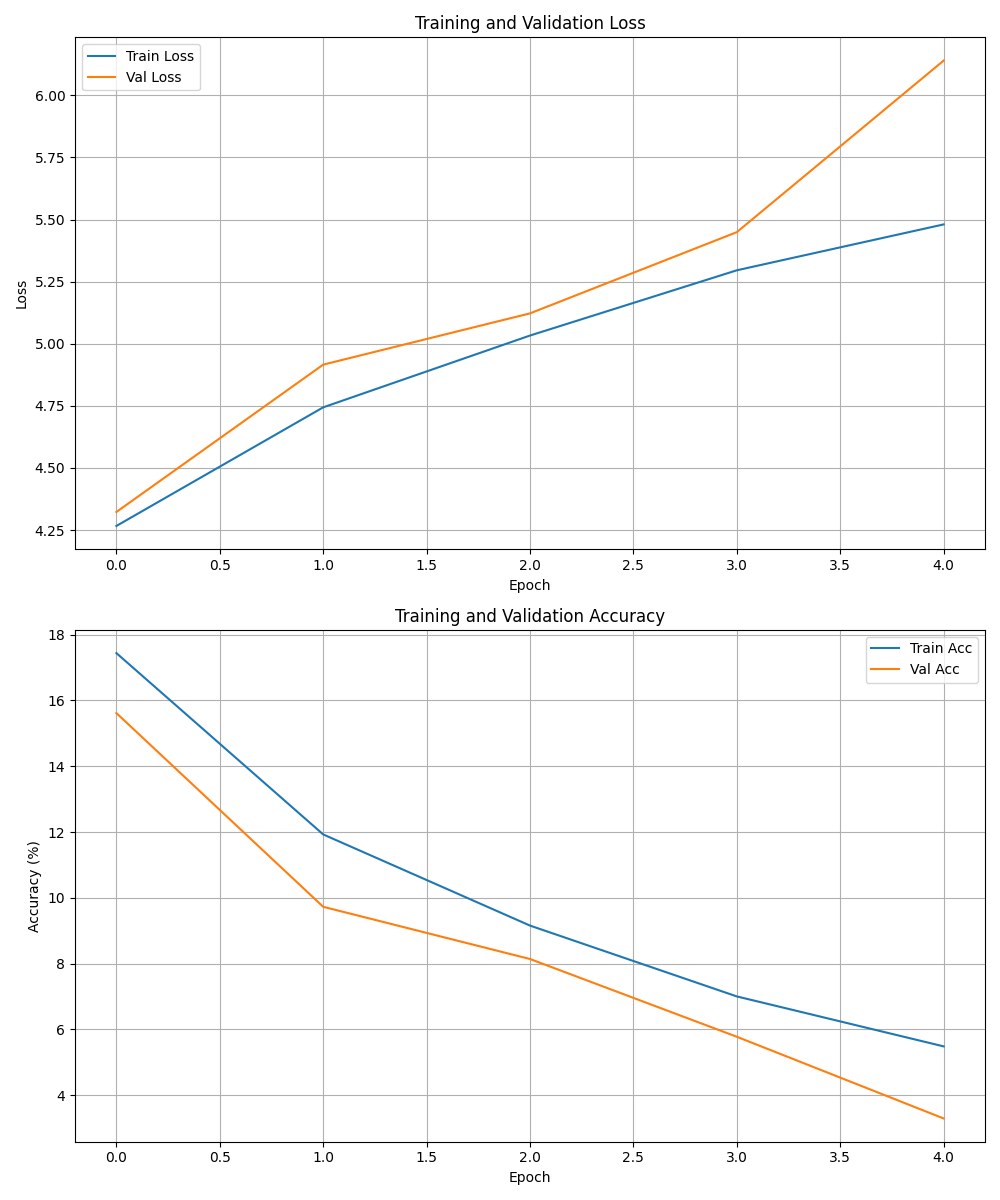 Training and Validation Loss
Train Loss
Val Loss
6.00
5.75
5.50
5.25
5.00
4.75
4.50
4.25
Loss
0.0 0.5 1.0 1.5 2.0 2.5 3.0 3.5 4.0
Epoch
Training and Validation Accuracy
Train Acc
Val Acc
18
16
14
12
10
8
6
4
Accuracy (%)
0.0 0.5 1.0 1.5 2.0 2.5 3.0 3.5 4.0
Epoch